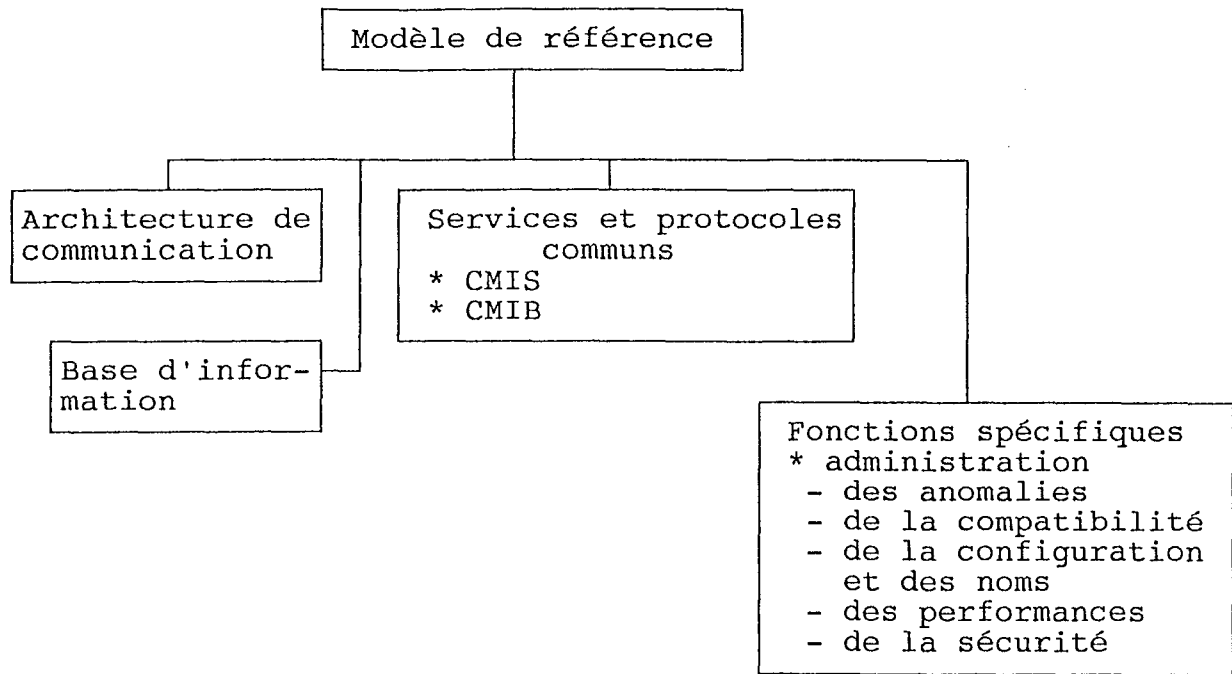 Modèle de référence
Architecture de
communication
Services et protocoles
communs
* CMIS
* CMIB
Base d'infor-
mation
Fonctions spécifiques
* administration
- des anomalies
- de la compatibilité
- de la configuration
et des noms
- des performances
- de la sécurité